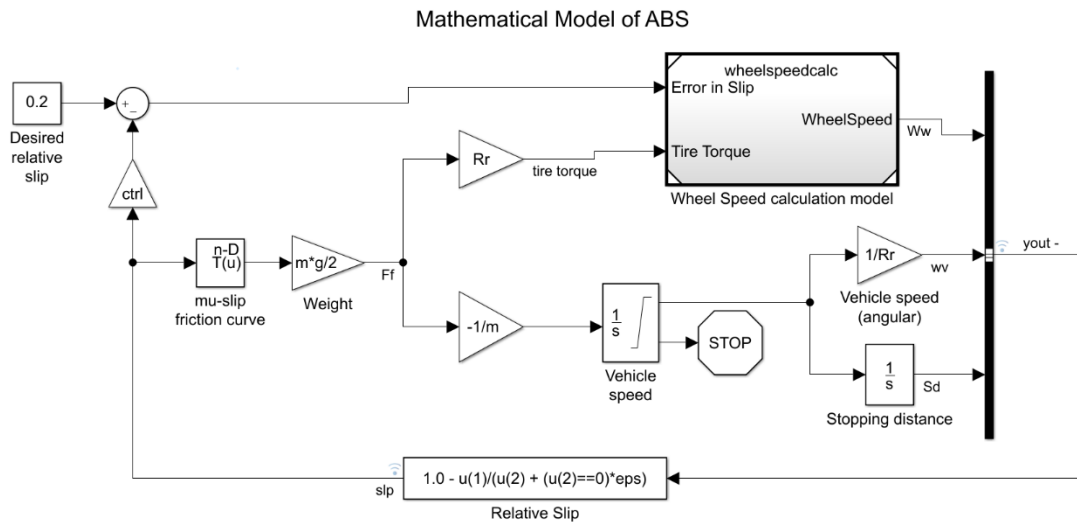 Mathematical Model of ABS
0.2
Desired
relative
slip
+
−
ctrl
wheelspeedcalc
Error in Slip
WheelSpeed
Tire Torque
Wheel Speed calculation model
Ww
Rr
tire torque
n-D
T(u)
mu-slip
friction curve
m*g/2
Weight
Ff
-1/m
1
s
Vehicle
speed
STOP
1/Rr
wv
Vehicle speed
(angular)
1
s
Sd
Stopping distance
yout -
slp
1.0 - u(1)/(u(2) + (u(2)==0)*eps)
Relative Slip